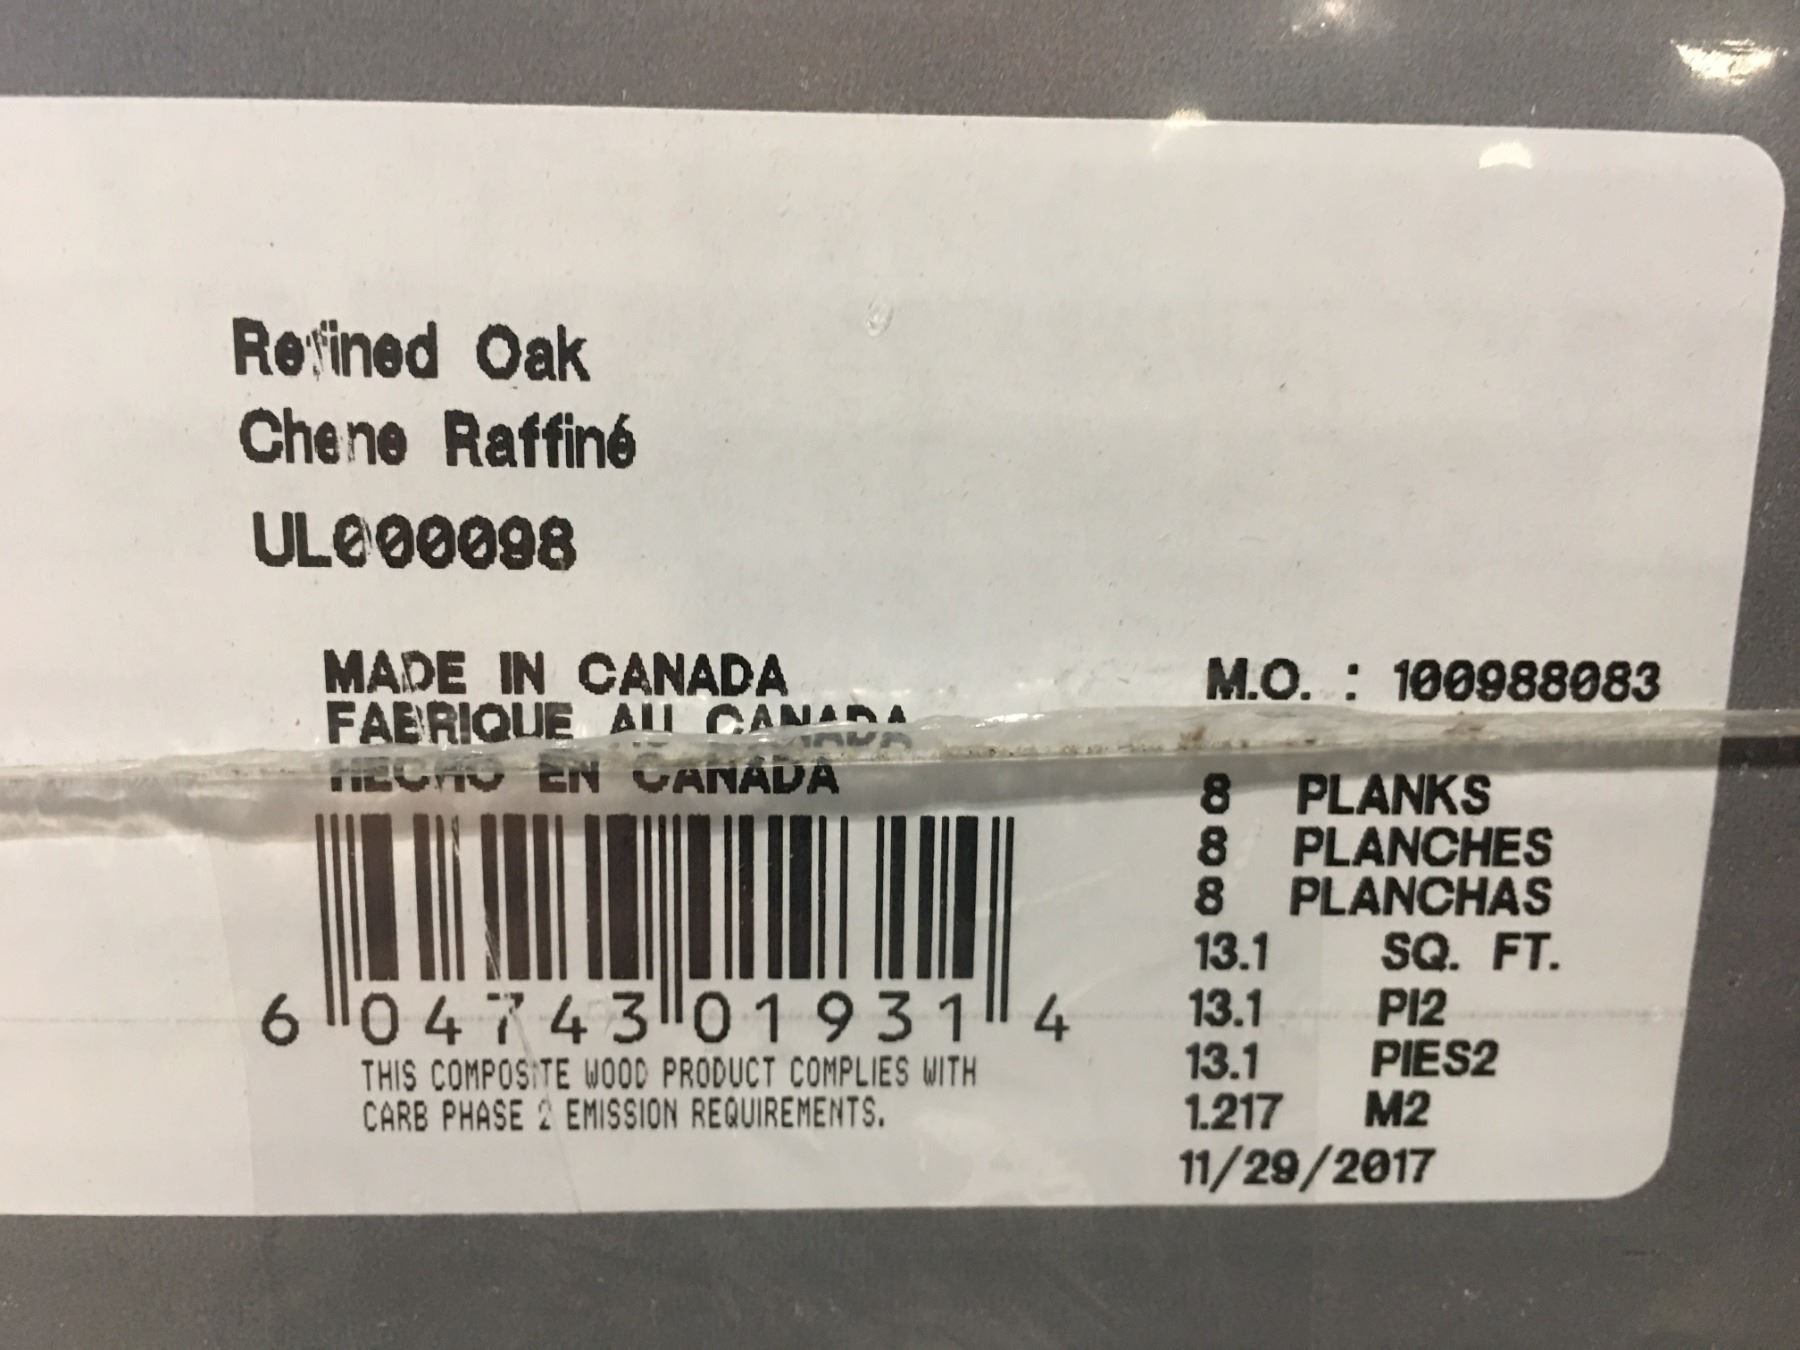 Refined Oak
Chene Raffiné
UL000098
MADE IN CANADA
FABRIQUE AU CANADA
HECHO EN CANADA
6 04743 01931 4
THIS COMPOSITE WOOD PRODUCT COMPLIES WITH
CARB PHASE 2 EMISSION REQUIREMENTS.
M.O. : 100988083
8 PLANKS
8 PLANCHES
8 PLANCHAS
13.1 SQ. FT.
13.1 PI2
13.1 PIES2
1.217 M2
11/29/2017